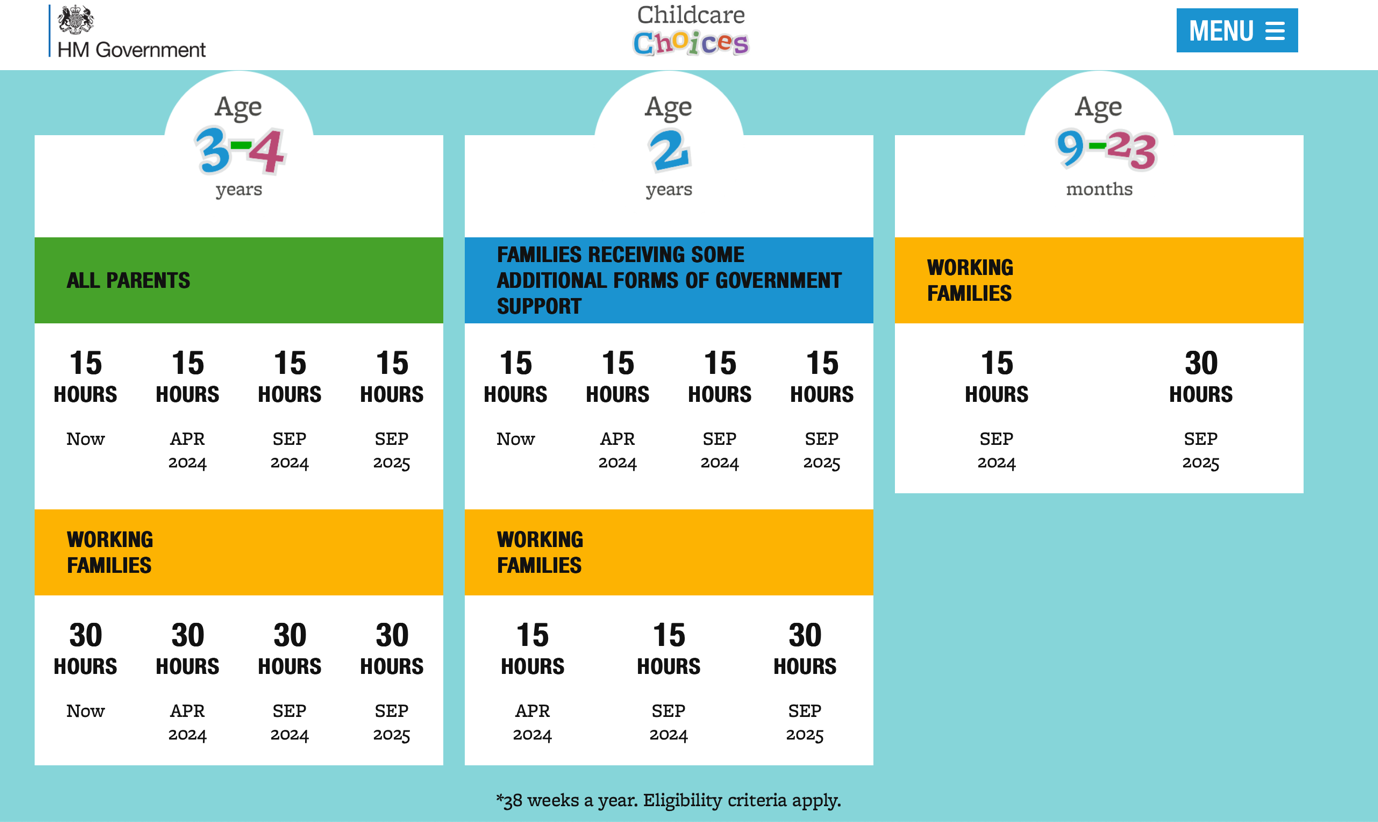 HM Government
Childcare
Choices
MENU
Age
3-4
years
ALL PARENTS
15 15 15 15
HOURS HOURS HOURS HOURS
Now APR SEP SEP
2024 2024 2025
WORKING
FAMILIES
30 30 30 30
HOURS HOURS HOURS HOURS
Now APR SEP SEP
2024 2024 2025
Age
2
years
FAMILIES RECEIVING SOME
ADDITIONAL FORMS OF GOVERNMENT
SUPPORT
15 15 15 15
HOURS HOURS HOURS HOURS
Now APR SEP SEP
2024 2024 2025
WORKING
FAMILIES
15 15 30
HOURS HOURS HOURS
APR SEP SEP
2024 2024 2025
Age
9-23
months
WORKING
FAMILIES
15 30
HOURS HOURS
SEP SEP
2024 2025
*38 weeks a year. Eligibility criteria apply.